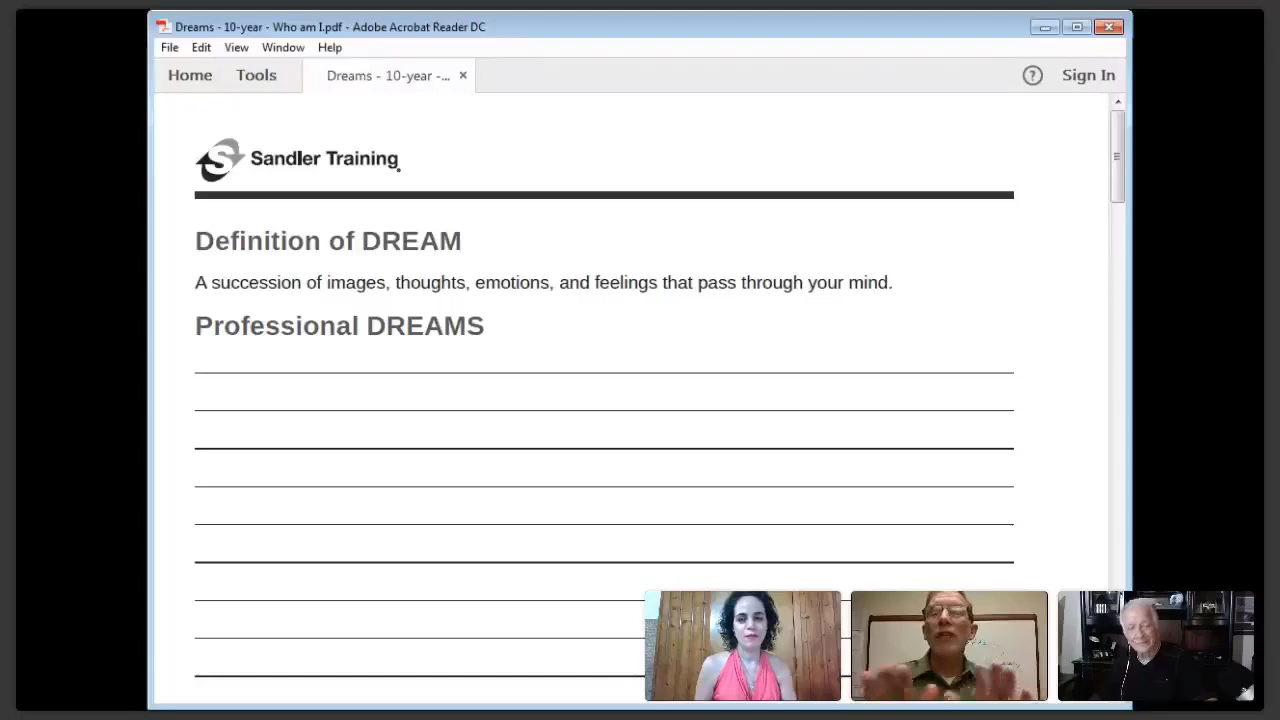 Dreams - 10-year - Who am I.pdf - Adobe Acrobat Reader DC
File Edit View Window Help
Home Tools Dreams - 10-year -... × ? Sign In
Sandler Training
Definition of DREAM
A succession of images, thoughts, emotions, and feelings that pass through your mind.
Professional DREAMS